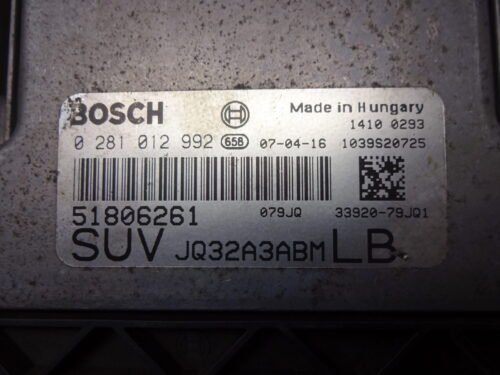 BOSCH Made in Hungary
1410 0293
0 281 012 992 65B 07-04-16 1039S20725
51806261 079JQ 33920-79JQ1
SUV JQ32A3ABM LB